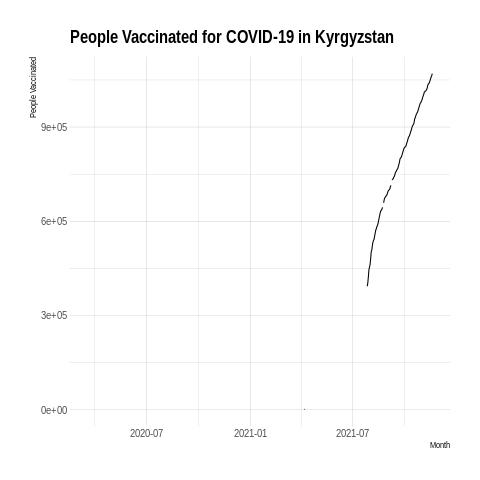 People Vaccinated for COVID-19 in Kyrgyzstan
People Vaccinated
9e+05
6e+05
3e+05
0e+00
2020-07 2021-01 2021-07
Month